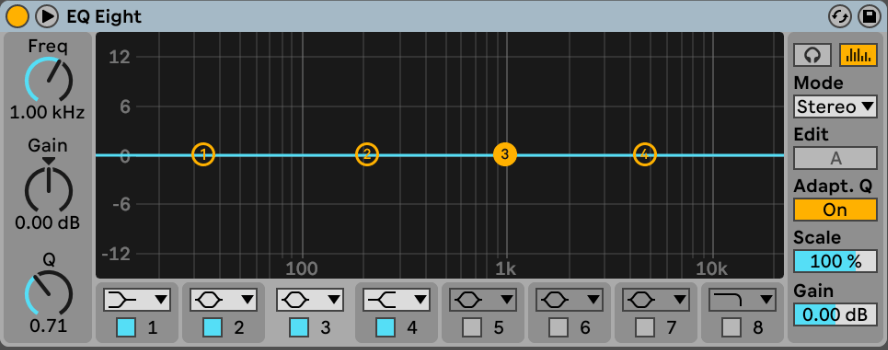 EQ Eight
Freq
1.00 kHz
Gain
0.00 dB
Q
0.71
12
6
0
-6
-12
1
2
3
4
100
1k
10k
1
2
3
4
5
6
7
8
Mode
Stereo
Edit
A
Adapt. Q
On
Scale
100 %
Gain
0.00 dB